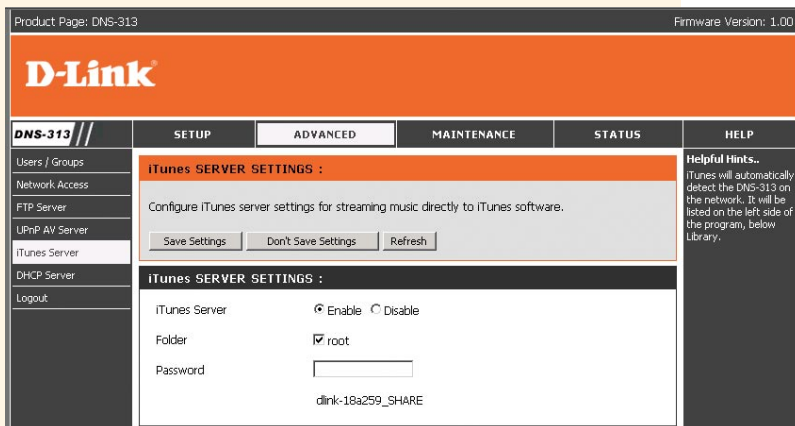 Product Page: DNS-313
Firmware Version: 1.00
D-Link
DNS-313
SETUP
ADVANCED
MAINTENANCE
STATUS
HELP
Users / Groups
Network Access
FTP Server
UPnP AV Server
iTunes Server
DHCP Server
Logout
iTunes SERVER SETTINGS :
Configure iTunes server settings for streaming music directly to iTunes software.
Save Settings
Don't Save Settings
Refresh
iTunes SERVER SETTINGS :
iTunes Server
Enable
Disable
Folder
root
Password
dlink-18a259_SHARE
Helpful Hints..
iTunes will automatically
detect the DNS-313 on
the network. It will be
listed on the left side of
the program, below
Library.